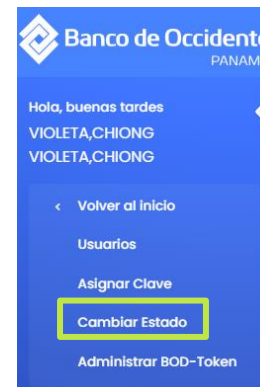 Banco de Occidente
PANAM
Hola, buenas tardes
VIOLETA,CHIONG
VIOLETA,CHIONG
< Volver al inicio
Usuarios
Asignar Clave
Cambiar Estado
Administrar BOD-Token